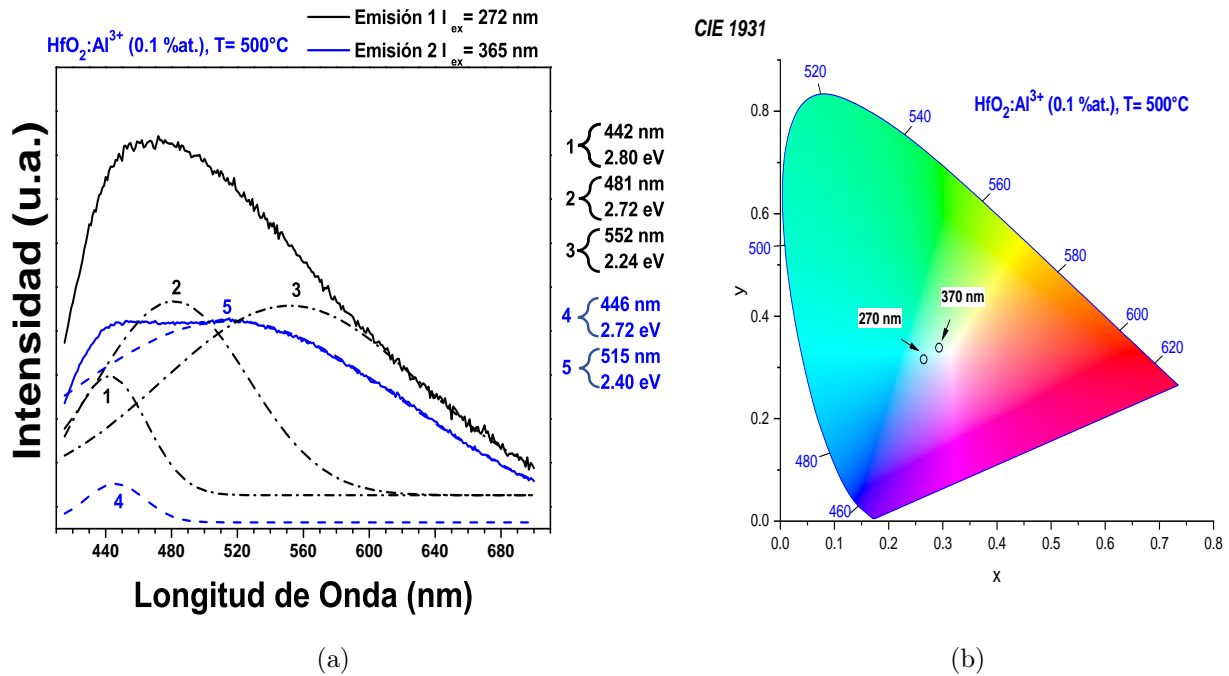 Emisión 1 l ex= 272 nm
Emisión 2 l ex= 365 nm
HfO2:Al3+ (0.1 %at.), T= 500°C
Intensidad (u.a.)
1 2 3 4 5
1 442 nm
2.80 eV
2 481 nm
2.72 eV
3 552 nm
2.24 eV
4 446 nm
2.72 eV
5 515 nm
2.40 eV
440 480 520 560 600 640 680
Longitud de Onda (nm)
(a)
CIE 1931
HfO2:Al3+ (0.1 %at.), T= 500°C
520
540
560
580
600
620
500
480
460
370 nm
270 nm
y
0.8
0.6
0.4
0.2
0.0
0.0 0.1 0.2 0.3 0.4 0.5 0.6 0.7 0.8
x
(b)